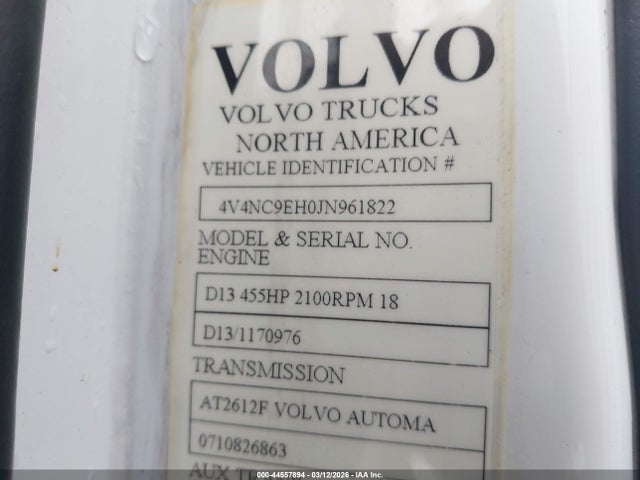 VOLVO
VOLVO TRUCKS
NORTH AMERICA
VEHICLE IDENTIFICATION #
4V4NC9EH0JN961822
MODEL & SERIAL NO.
ENGINE
D13 455HP 2100RPM 18
D13/1170976
TRANSMISSION
AT2612F VOLVO AUTOMA
0710826863
AUX
000-44557894 - 03/12/2026 - IAA Inc.